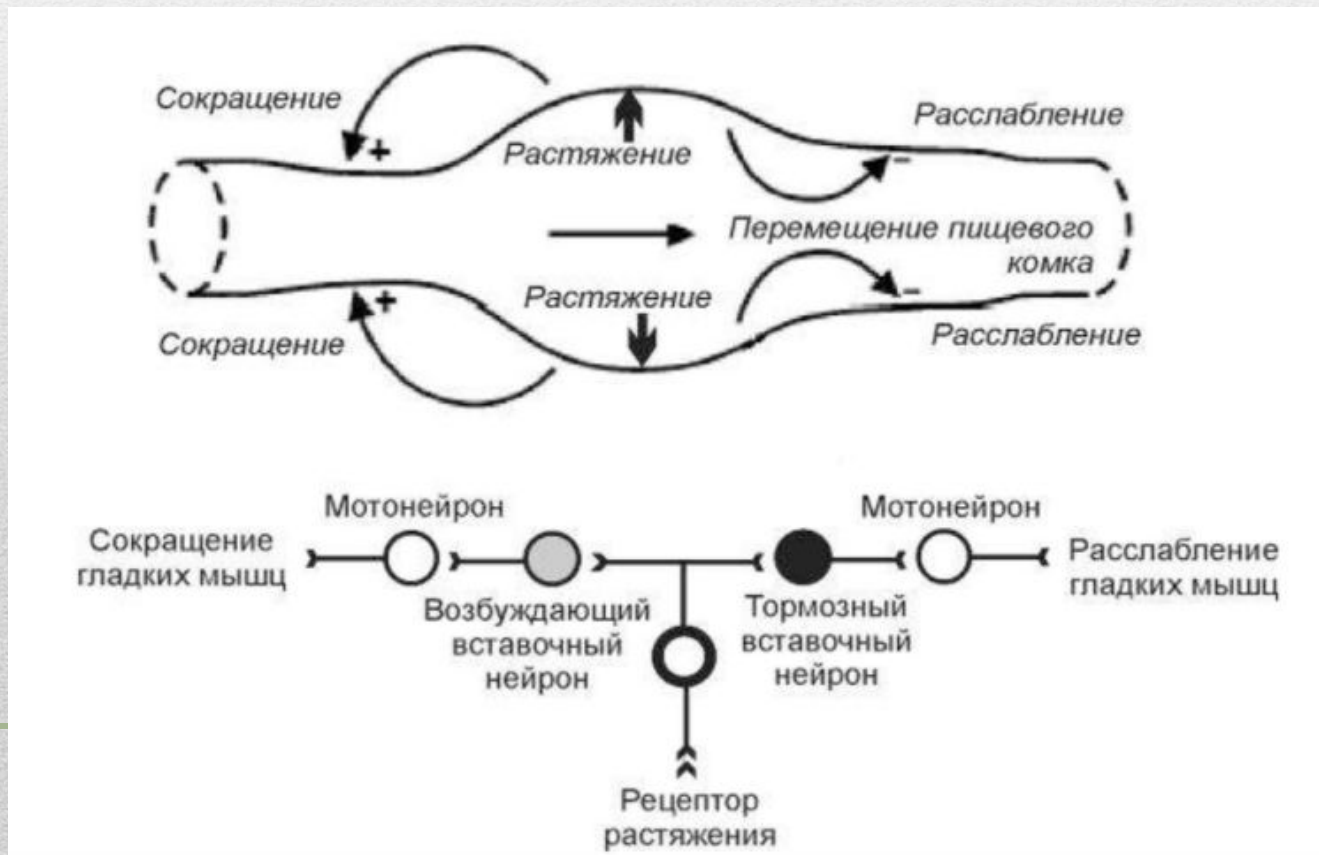 Сокращение
+
Растяжение
Расслабление
–
Перемещение пищевого
комка
Растяжение
+
–
Сокращение
Расслабление
Мотонейрон
Мотонейрон
Сокращение
гладких мышц
Расслабление
гладких мышц
Возбуждающий
вставочный
нейрон
Тормозный
вставочный
нейрон
Рецептор
растяжения